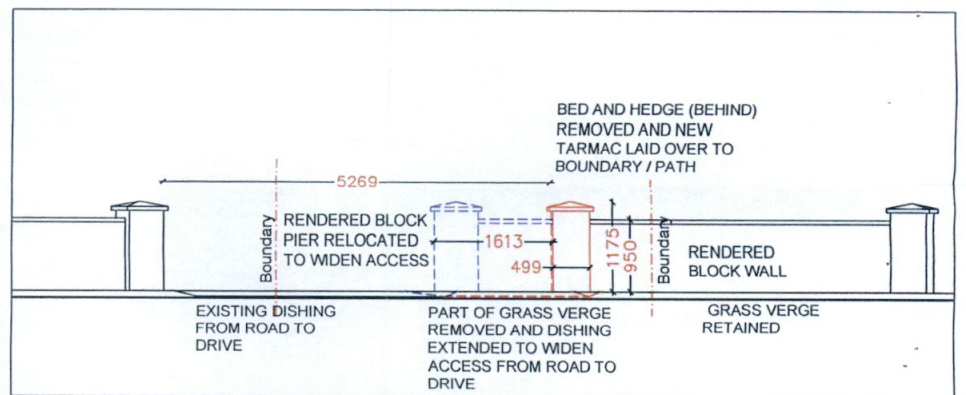 BED AND HEDGE (BEHIND)
REMOVED AND NEW
TARMAC LAID OVER TO
BOUNDARY / PATH
5269
Boundary
RENDERED BLOCK
PIER RELOCATED
TO WIDEN ACCESS
1613
499
1175
950
Boundary
RENDERED
BLOCK WALL
EXISTING DISHING
FROM ROAD TO
DRIVE
PART OF GRASS VERGE
REMOVED AND DISHING
EXTENDED TO WIDEN
ACCESS FROM ROAD TO
DRIVE
GRASS VERGE
RETAINED